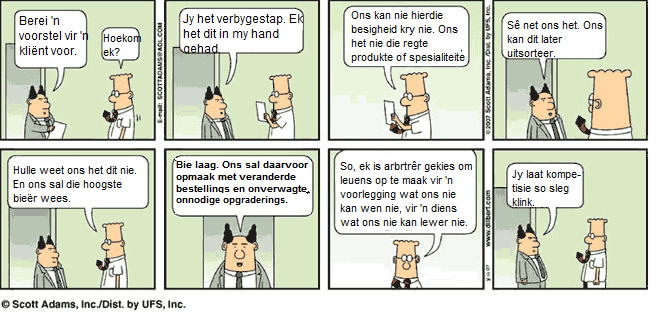 Berei 'n
voorstel vir 'n
kliënt voor.
Hoekom
ek?
E-mail: SCOTTADAMS@AOL.COM
Jy het verbygestap. Ek
het dit in my hand
gehad
Ons kan nie hierdie
besigheid kry nie. Ons
het nie die regte
produkte of spesialiteite
© 2007 Scott Adams, Inc./Dist. by UFS, Inc.
Sê net ons het. Ons
kan dit later
uitsorteer.
Hulle weet ons het dit nie.
En ons sal die hoogste
bieër wees.
Bie laag. Ons sal daarvoor
opmaak met veranderde
bestellings en onverwagte,
onnodige opgraderings.
So, ek is arbrtrêr gekies om
leuens op te maak vir 'n
voorlegging wat ons nie
kan wen nie, vir 'n diens
wat ons nie kan lewer nie.
www.dilbert.com
Jy laat kompe-
tisie so sleg
klink.
© Scott Adams, Inc./Dist. by UFS, Inc.